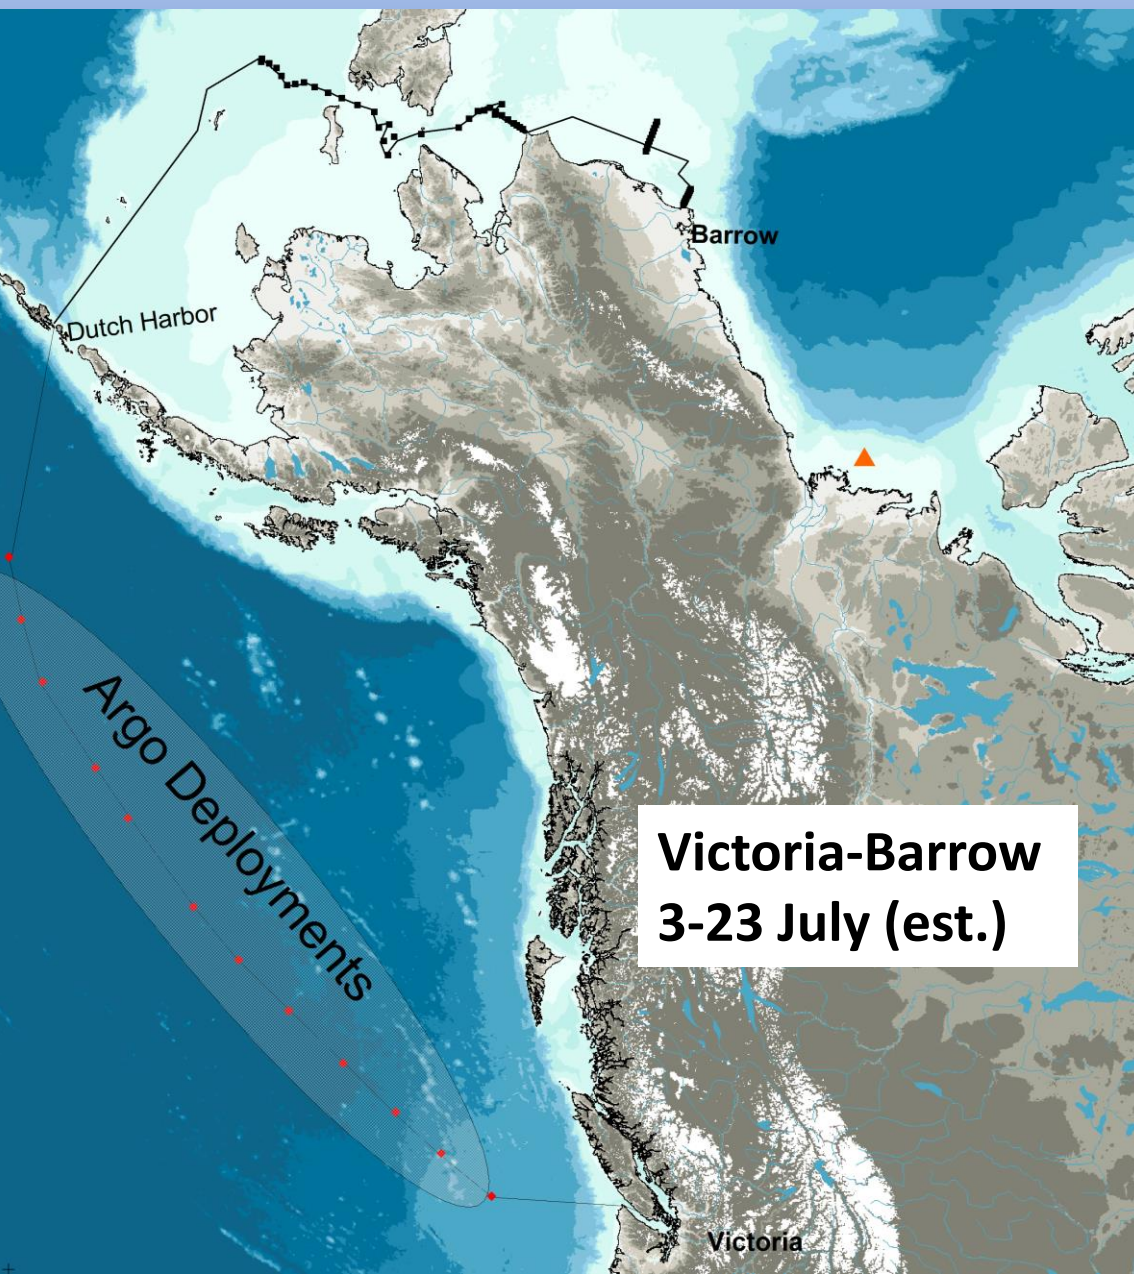 Barrow
Dutch Harbor
Argo Deployments
Victoria-Barrow
3-23 July (est.)
Victoria